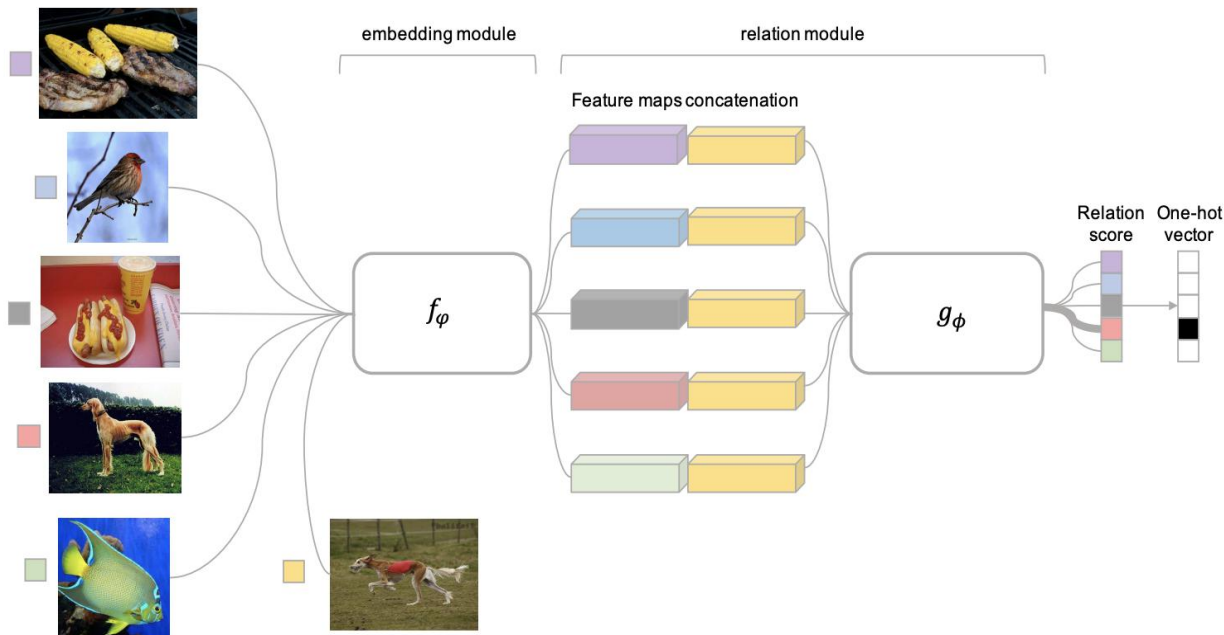 embedding module
relation module
Feature maps concatenation
Relation
score
One-hot
vector
f_φ
g_ϕ